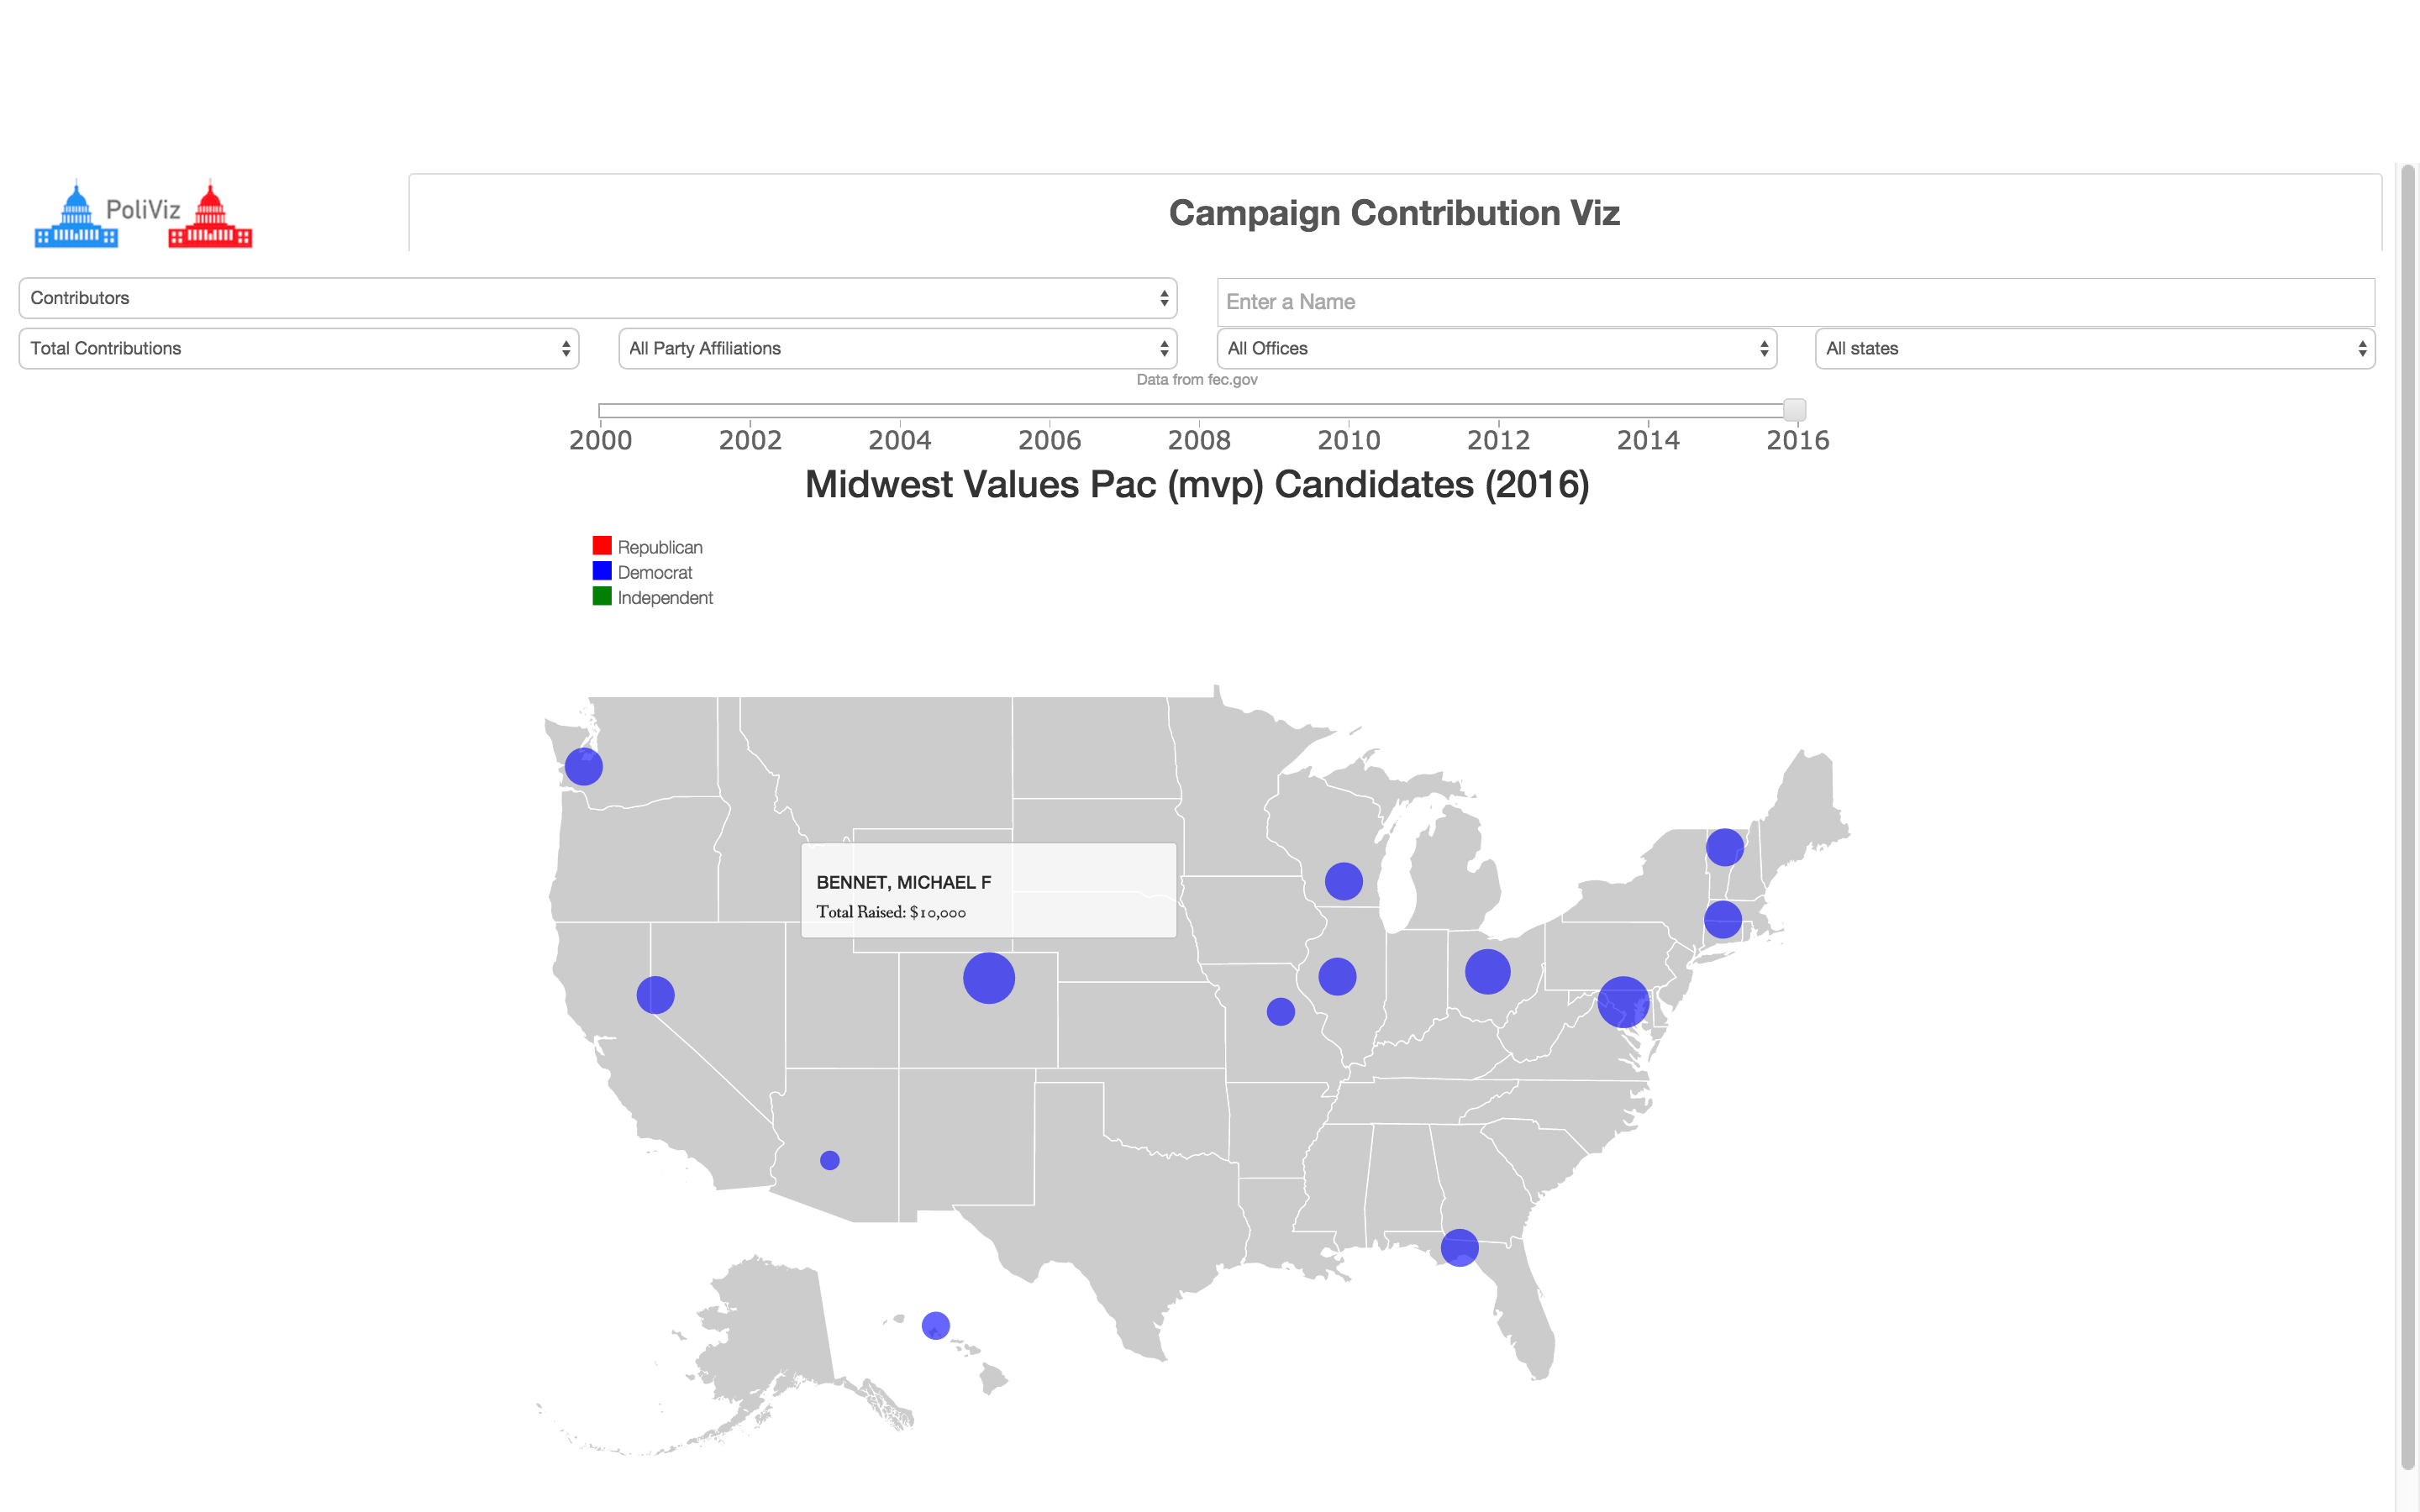 PoliViz
Campaign Contribution Viz
Contributors
Enter a Name
Total Contributions
All Party Affiliations
All Offices
All states
Data from fec.gov
2000 2002 2004 2006 2008 2010 2012 2014 2016
Midwest Values Pac (mvp) Candidates (2016)
Republican
Democrat
Independent
BENNET, MICHAEL F
Total Raised: $10,000